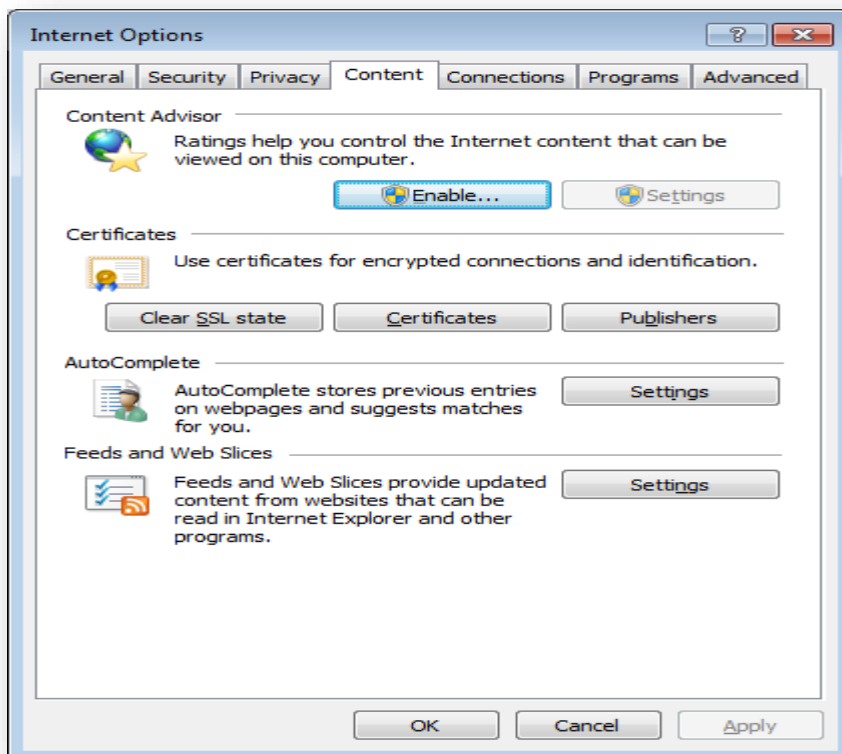 Internet Options
General Security Privacy Content Connections Programs Advanced
Content Advisor
Ratings help you control the Internet content that can be
viewed on this computer.
Enable... Settings
Certificates
Use certificates for encrypted connections and identification.
Clear SSL state Certificates Publishers
AutoComplete
AutoComplete stores previous entries
on webpages and suggests matches
for you.
Settings
Feeds and Web Slices
Feeds and Web Slices provide updated
content from websites that can be
read in Internet Explorer and other
programs.
Settings
OK Cancel Apply